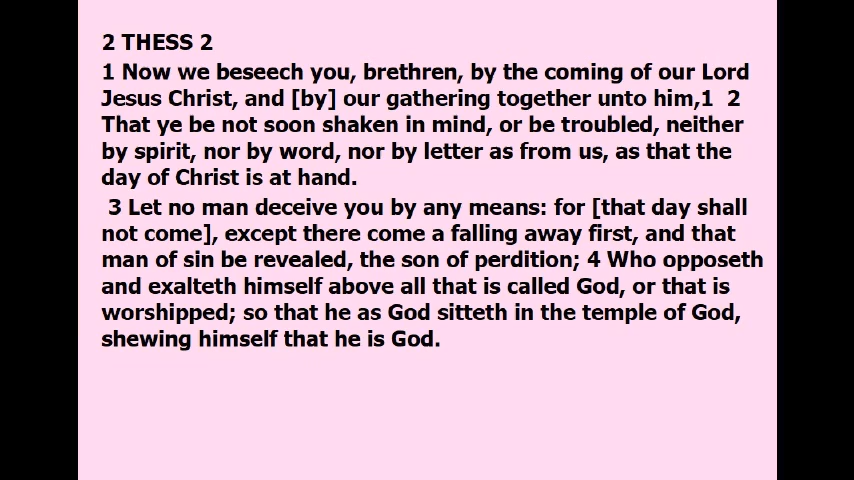 2 THESS 2
1 Now we beseech you, brethren, by the coming of our Lord
Jesus Christ, and [by] our gathering together unto him,1  2
That ye be not soon shaken in mind, or be troubled, neither
by spirit, nor by word, nor by letter as from us, as that the
day of Christ is at hand.
3 Let no man deceive you by any means: for [that day shall
not come], except there come a falling away first, and that
man of sin be revealed, the son of perdition; 4 Who opposeth
and exalteth himself above all that is called God, or that is
worshipped; so that he as God sitteth in the temple of God,
shewing himself that he is God.